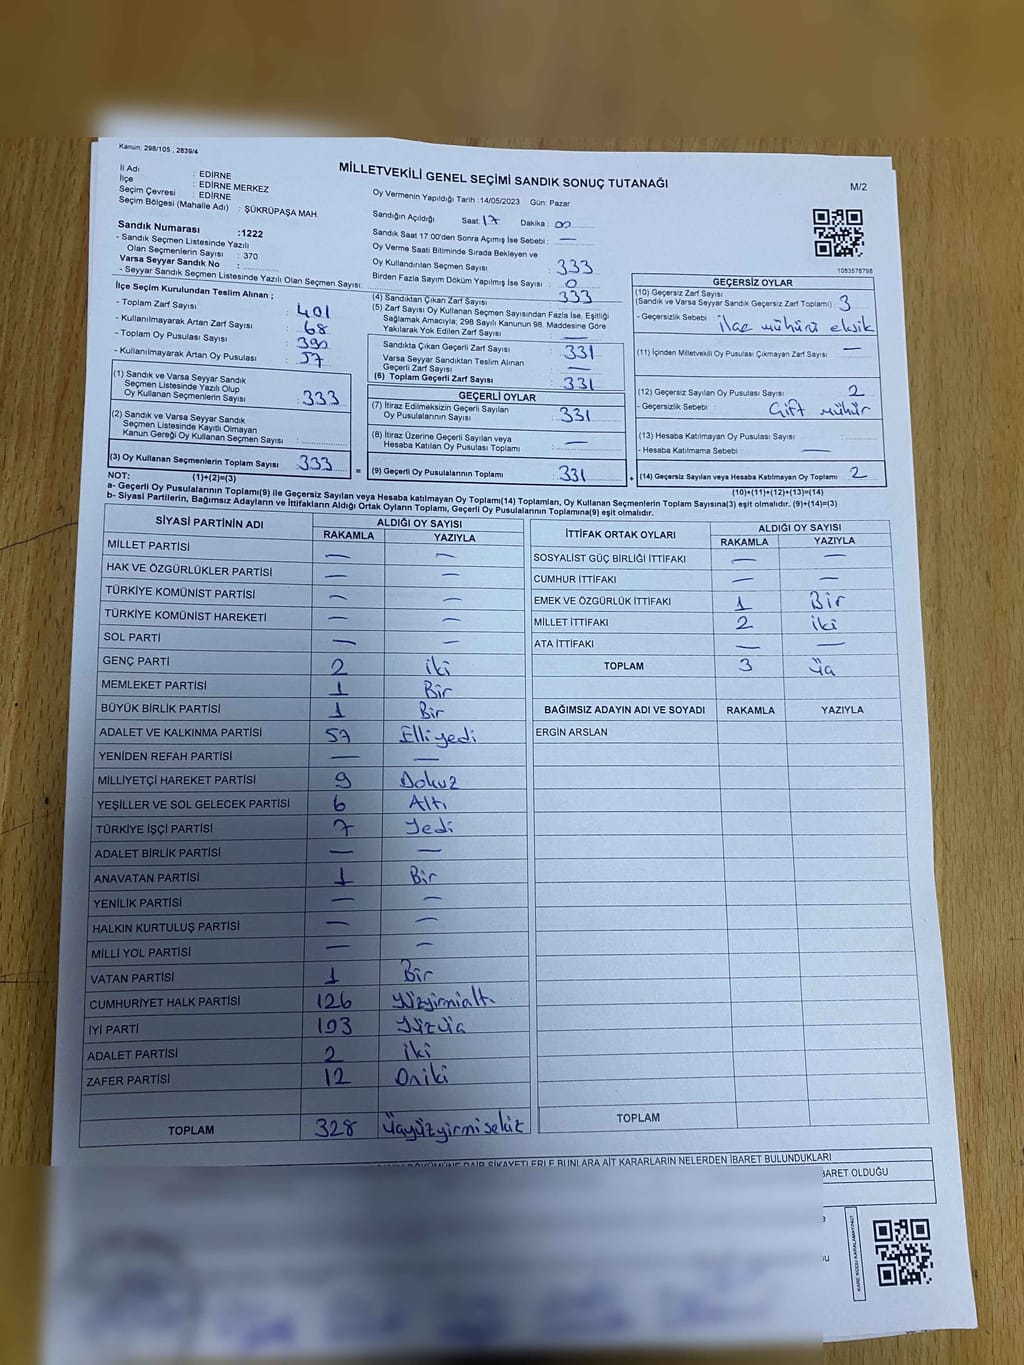 Kanun; 298/105 , 2839/4
MİLLETVEKİLİ GENEL SEÇİMİ SANDIK SONUÇ TUTANAĞI
M/2
İl Adı : EDİRNE
İlçe : EDİRNE MERKEZ
Seçim Çevresi : EDİRNE
Seçim Bölgesi (Mahalle Adı) : ŞÜKRÜPAŞA MAH.
Sandık Numarası :1222
- Sandık Seçmen Listesinde Yazılı
Olan Seçmenlerin Sayısı : 370
Varsa Seyyar Sandık No :
- Seyyar Sandık Seçmen Listesinde Yazılı Olan Seçmen Sayısı:
İlçe Seçim Kurulundan Teslim Alınan ;
- Toplam Zarf Sayısı : 401
- Kullanılmayarak Artan Zarf Sayısı : 68
- Toplam Oy Pusulası Sayısı : 390
- Kullanılmayarak Artan Oy Pusulası : 57
(1) Sandık ve Varsa Seyyar Sandık
Seçmen Listesinde Yazılı Olup
Oy Kullanan Seçmenlerin Sayısı : 333
(2) Sandık ve Varsa Seyyar Sandık
Seçmen Listesinde Kayıtlı Olmayan
Kanun Gereği Oy Kullanan Seçmen Sayısı :
(3) Oy Kullanan Seçmenlerin Toplam Sayısı : 333
(1)+(2)=(3)
Oy Vermenin Yapıldığı Tarih :14/05/2023 Gün: Pazar
Sandığın Açıldığı Saat: 17 Dakika : 00
Sandık Saat 17:00'den Sonra Açımış İse Sebebi : —
Oy Verme Saati Bitiminde Sırada Bekleyen ve
Oy Kullandırılan Seçmen Sayısı : 333
Birden Fazla Sayım Döküm Yapılmış İse Sayısı : 0
(4) Sandıktan Çıkan Zarf Sayısı : 333
(5) Zarf Sayısı Oy Kullanan Seçmen Sayısından Fazla İse, Eşitliği
Sağlamak Amacıyla; 298 Sayılı Kanunun 98. Maddesine Göre
Yakılarak Yok Edilen Zarf Sayısı : —
Sandıkta Çıkan Geçerli Zarf Sayısı : 331
Varsa Seyyar Sandıktan Teslim Alınan
Geçerli Zarf Sayısı : —
(6) Toplam Geçerli Zarf Sayısı : 331
GEÇERLİ OYLAR
(7) İtiraz Edilmeksizin Geçerli Sayılan
Oy Pusulalarının Sayısı : 331
(8) İtiraz Üzerine Geçerli Sayılan veya
Hesaba Katılan Oy Pusulası Toplamı : —
= (9) Geçerli Oy Pusulalarının Toplamı : 331
1083578798
GEÇERSİZ OYLAR
(10) Geçersiz Zarf Sayısı
(Sandık ve Varsa Seyyar Sandık Geçersiz Zarf Toplamı) : 3
- Geçersizlik Sebebi : ilçe mühürü eksik
(11) İçinden Milletvekili Oy Pusulası Çıkmayan Zarf Sayısı : —
(12) Geçersiz Sayılan Oy Pusulası Sayısı : 2
- Geçersizlik Sebebi : Çift mühür
(13) Hesaba Katılmayan Oy Pusulası Sayısı :
- Hesaba Katılmama Sebebi : —
+ (14) Geçersiz Sayılan veya Hesaba Katılmayan Oy Toplamı : 2
(10)+(11)+(12)+(13)=(14)
NOT:
a- Geçerli Oy Pusulalarının Toplam(9) ile Geçersiz Sayılan veya Hesaba katılmayan Oy Toplamı(14) Toplamları, Oy Kullanan Seçmenlerin Toplam Sayısına(3) eşit olmalıdır. (9)+(14)=(3)
b- Siyasi Partilerin, Bağımsız Adayların ve İttifakların Aldığı Ortak Oyların Toplamı, Geçerli Oy Pusulalarının Toplamına(9) eşit olmalıdır.
SİYASİ PARTİNİN ADI ALDIĞI OY SAYISI
RAKAMLA YAZIYLA
MİLLET PARTİSİ — —
HAK VE ÖZGÜRLÜKLER PARTİSİ — —
TÜRKİYE KOMÜNİST PARTİSİ — —
TÜRKİYE KOMÜNİST HAREKETİ — —
SOL PARTİ — —
GENÇ PARTİ 2 iki
MEMLEKET PARTİSİ 1 Bir
BÜYÜK BİRLİK PARTİSİ 1 Bir
ADALET VE KALKINMA PARTİSİ 57 Elliyedi
YENİDEN REFAH PARTİSİ — —
MİLLİYETÇİ HAREKET PARTİSİ 9 Dokuz
YEŞİLLER VE SOL GELECEK PARTİSİ 6 Altı
TÜRKİYE İŞÇİ PARTİSİ 7 Yedi
ADALET BİRLİK PARTİSİ — —
ANAVATAN PARTİSİ 1 Bir
YENİLİK PARTİSİ — —
HALKIN KURTULUŞ PARTİSİ — —
MİLLİ YOL PARTİSİ — —
VATAN PARTİSİ 1 Bir
CUMHURİYET HALK PARTİSİ 126 Yüzyirmialtı
İYİ PARTİ 103 Yüzüç
ADALET PARTİSİ 2 iki
ZAFER PARTİSİ 12 Oniki
TOPLAM 328 Üçyüzyirmisekiz
İTTİFAK ORTAK OYLARI ALDIĞI OY SAYISI
RAKAMLA YAZIYLA
SOSYALİST GÜÇ BİRLİĞİ İTTİFAKI — —
CUMHUR İTTİFAKI — —
EMEK VE ÖZGÜRLÜK İTTİFAKI 1 Bir
MİLLET İTTİFAKI 2 iki
ATA İTTİFAKI — —
TOPLAM 3 üç
BAĞIMSIZ ADAYIN ADI VE SOYADI RAKAMLA YAZIYLA
ERGİN ARSLAN
TOPLAM
DÖKÜMÜNE DAİR ŞİKAYETLERLE BUNLARA AİT KARARLARIN NELERDEN İBARET BULUNDUKLARI
BARET OLDUĞU
KARE KODU KARALAMAYINIZ!